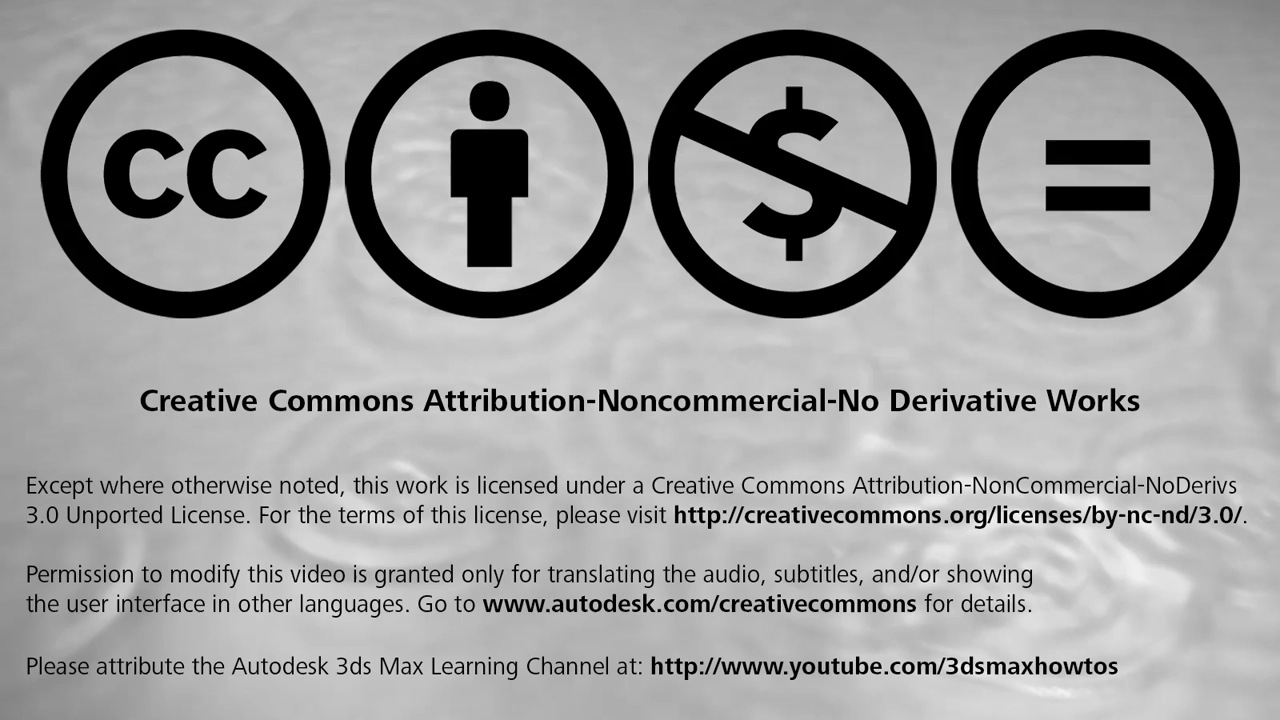 cc $ =
Creative Commons Attribution-Noncommercial-No Derivative Works
Except where otherwise noted, this work is licensed under a Creative Commons Attribution-NonCommercial-NoDerivs
3.0 Unported License. For the terms of this license, please visit http://creativecommons.org/licenses/by-nc-nd/3.0/.
Permission to modify this video is granted only for translating the audio, subtitles, and/or showing
the user interface in other languages. Go to www.autodesk.com/creativecommons for details.
Please attribute the Autodesk 3ds Max Learning Channel at: http://www.youtube.com/3dsmaxhowtos